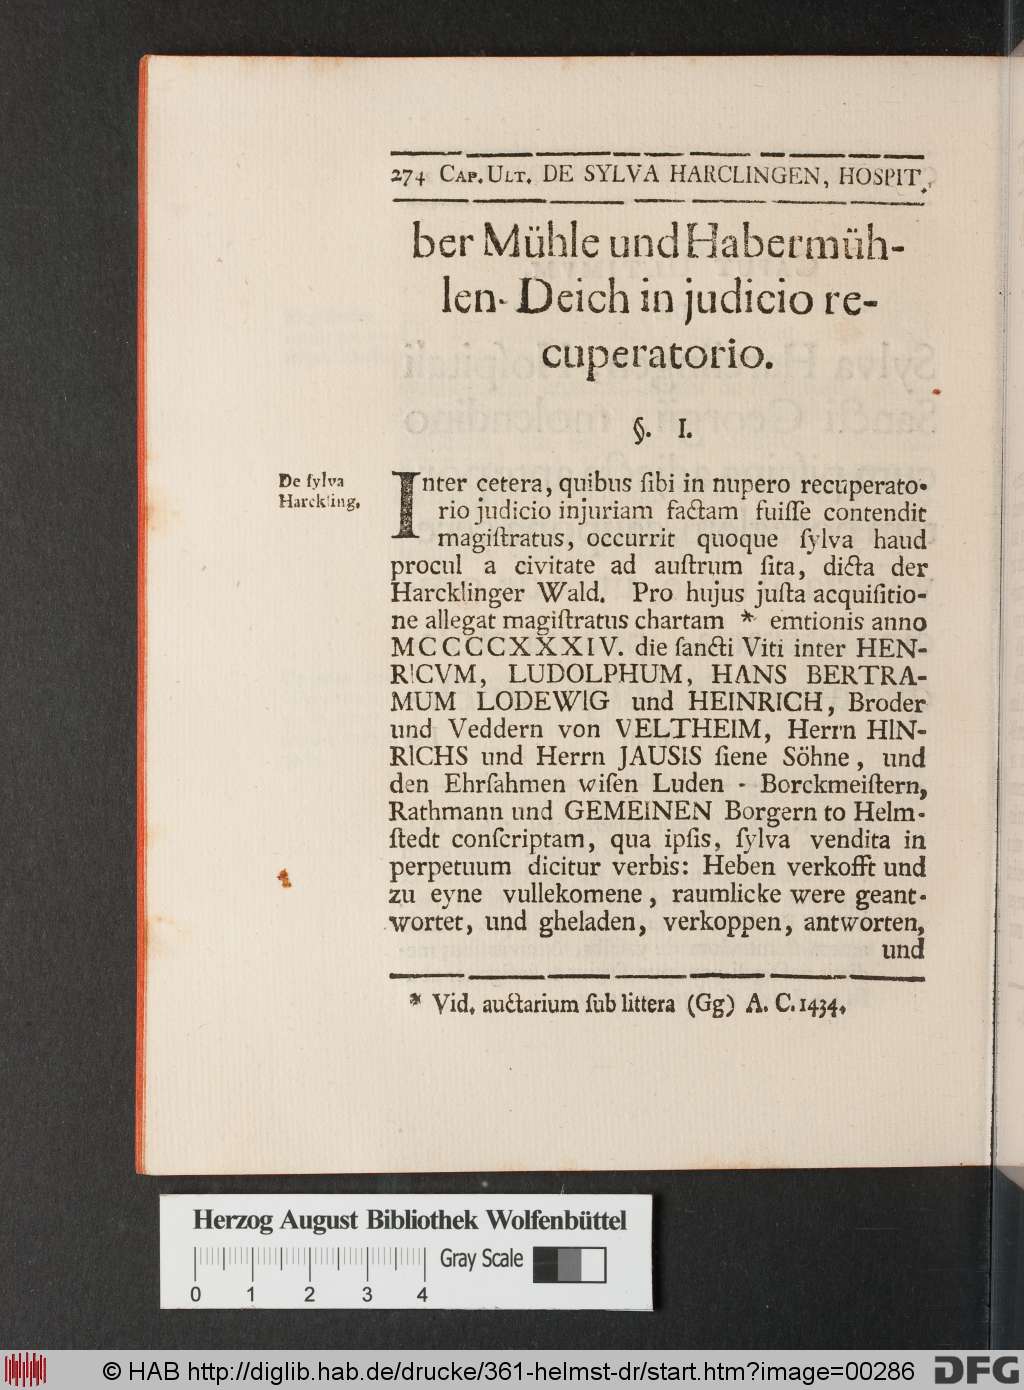 274 CAP. ULT. DE SYLVA HARCLINGEN, HOSPIT.
ber Mühle und Habermüh-
len-Deich in judicio re-
cuperatorio.
§. I.
De ſylva
Harckling.
Inter cetera, quibus ſibi in nupero recuperato-
rio judicio injuriam factam fuiſſe contendit
magiſtratus, occurrit quoque ſylva haud
procul a civitate ad auſtrum ſita, dicta der
Harcklinger Wald. Pro hujus juſta acquiſitio-
ne allegat magiſtratus chartam * emtionis anno
MCCCCXXXIV. die ſancti Viti inter HEN-
RICVM, LUDOLPHUM, HANS BERTRA-
MUM LODEWIG und HEINRICH, Broder
und Veddern von VELTHEIM, Herrn HIN-
RICHS und Herrn JAUSIS ſiene Söhne, und
den Ehrſahmen wiſen Luden - Borckmeiſtern,
Rathmann und GEMEINEN Borgern to Helm-
ſtedt conſcriptam, qua ipſis, ſylva vendita in
perpetuum dicitur verbis: Heben verkofft und
zu eyne vullekomene, raumlicke were geant-
wortet, und gheladen, verkoppen, antworten,
und
* Vid. auctarium ſub littera (Gg) A. C. 1434.
Herzog August Bibliothek Wolfenbüttel
Gray Scale
0 1 2 3 4
© HAB http://diglib.hab.de/drucke/361-helmst-dr/start.htm?image=00286
DFG